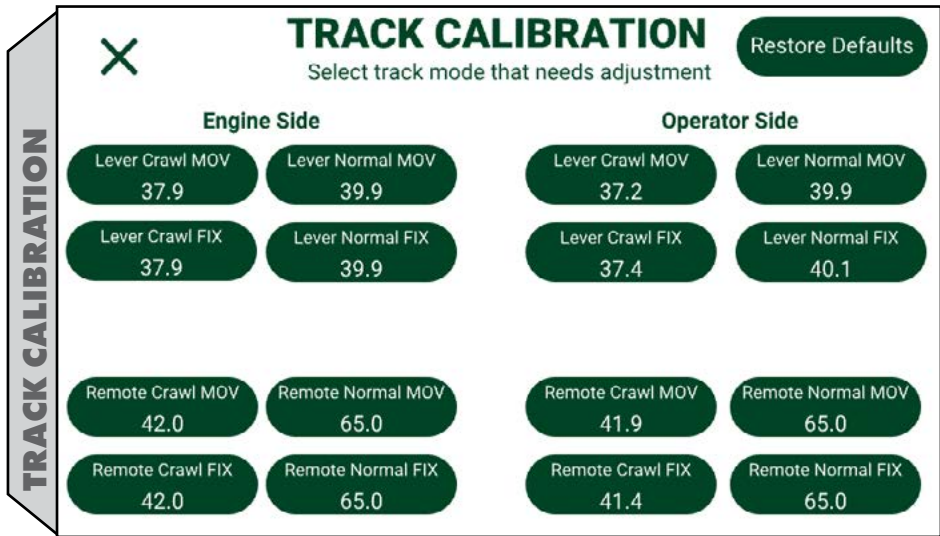 TRACK CALIBRATION
TRACK CALIBRATION
Select track mode that needs adjustment
Restore Defaults
Engine Side
Lever Crawl MOV
37.9
Lever Normal MOV
39.9
Lever Crawl FIX
37.9
Lever Normal FIX
39.9
Remote Crawl MOV
42.0
Remote Normal MOV
65.0
Remote Crawl FIX
42.0
Remote Normal FIX
65.0
Operator Side
Lever Crawl MOV
37.2
Lever Normal MOV
39.9
Lever Crawl FIX
37.4
Lever Normal FIX
40.1
Remote Crawl MOV
41.9
Remote Normal MOV
65.0
Remote Crawl FIX
41.4
Remote Normal FIX
65.0